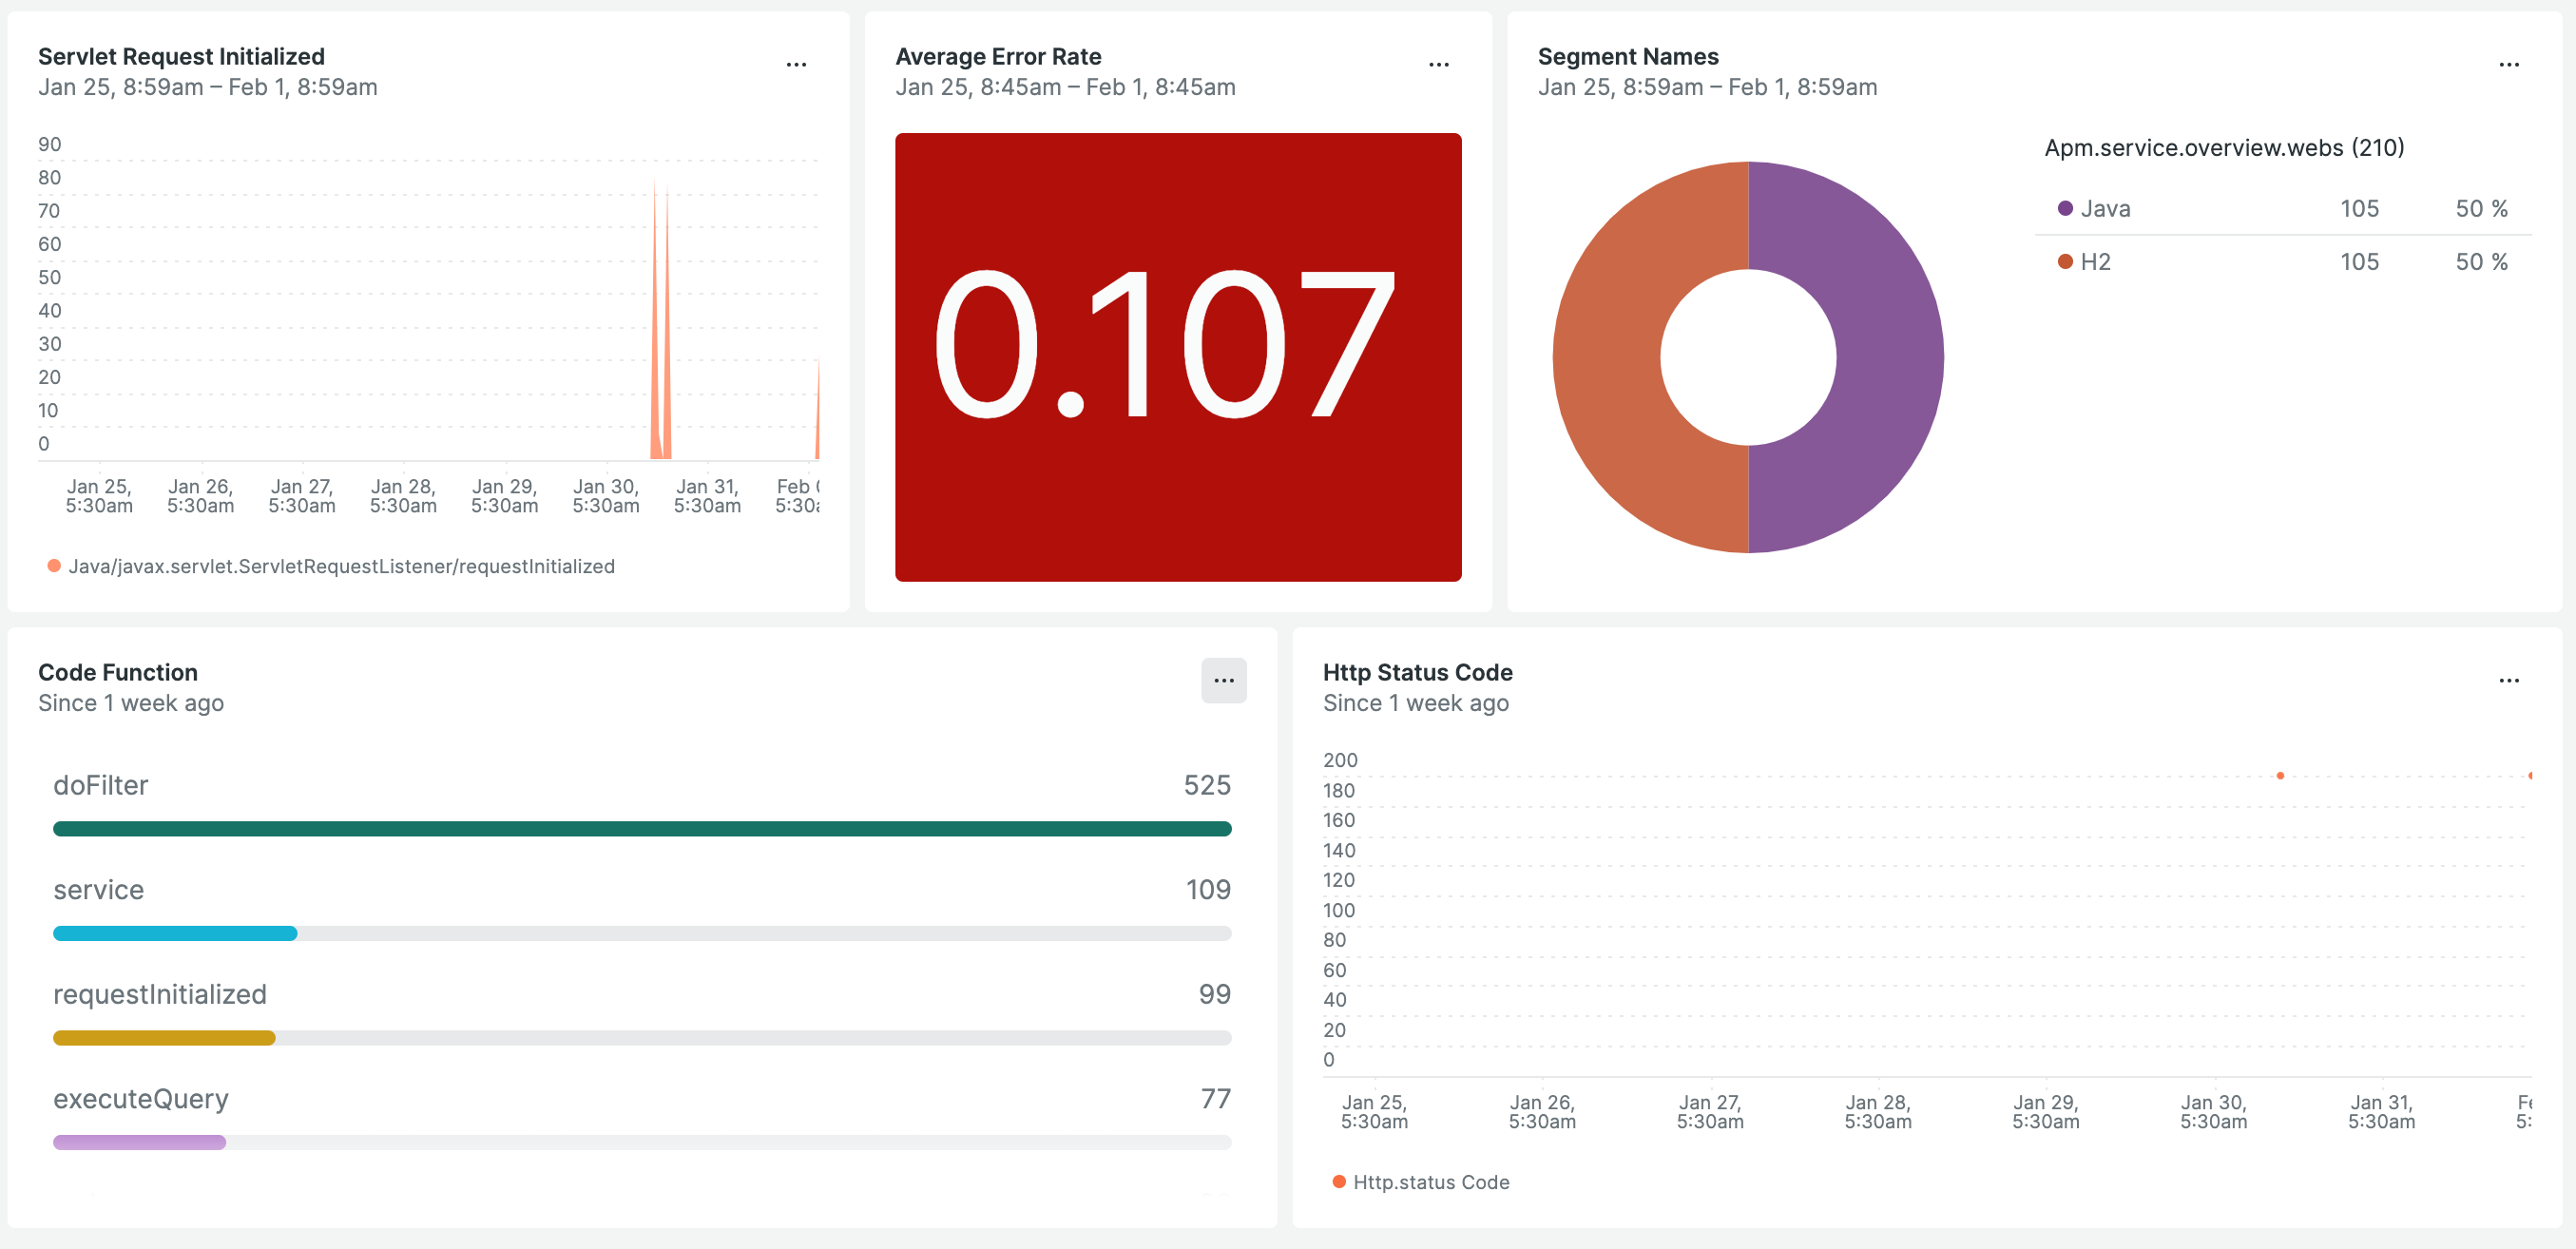 Servlet Request Initialized
Jan 25, 8:59am – Feb 1, 8:59am
...
90
80
70
60
50
40
30
20
10
0
Jan 25, 5:30am
Jan 26, 5:30am
Jan 27, 5:30am
Jan 28, 5:30am
Jan 29, 5:30am
Jan 30, 5:30am
Jan 31, 5:30am
Feb
Java/javax.servlet.ServletRequestListener/requestInitialized
Average Error Rate
Jan 25, 8:45am – Feb 1, 8:45am
...
0.107
Segment Names
Jan 25, 8:59am – Feb 1, 8:59am
...
Apm.service.overview.webs (210)
Java 105 50 %
H2 105 50 %
Code Function
Since 1 week ago
...
doFilter 525
service 109
requestInitialized 99
executeQuery 77
Http Status Code
Since 1 week ago
...
200
180
160
140
120
100
80
60
40
20
0
Jan 25, 5:30am
Jan 26, 5:30am
Jan 27, 5:30am
Jan 28, 5:30am
Jan 29, 5:30am
Jan 30, 5:30am
Jan 31, 5:30am
Http.status Code